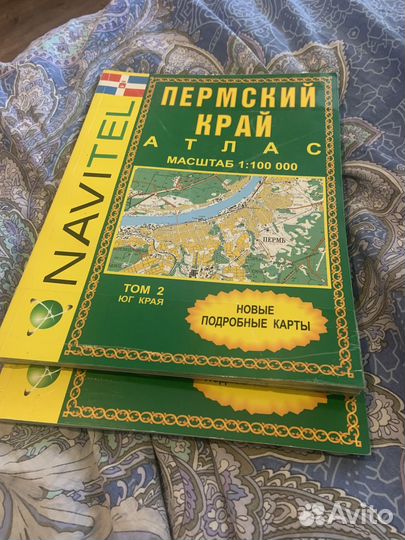 NAVITEL
ПЕРМСКИЙ
КРАЙ
АТЛАС
МАСШТАБ 1:100 000
ПЕРМЬ
ТОМ 2
ЮГ КРАЯ
НОВЫЕ
ПОДРОБНЫЕ КАРТЫ
Avito